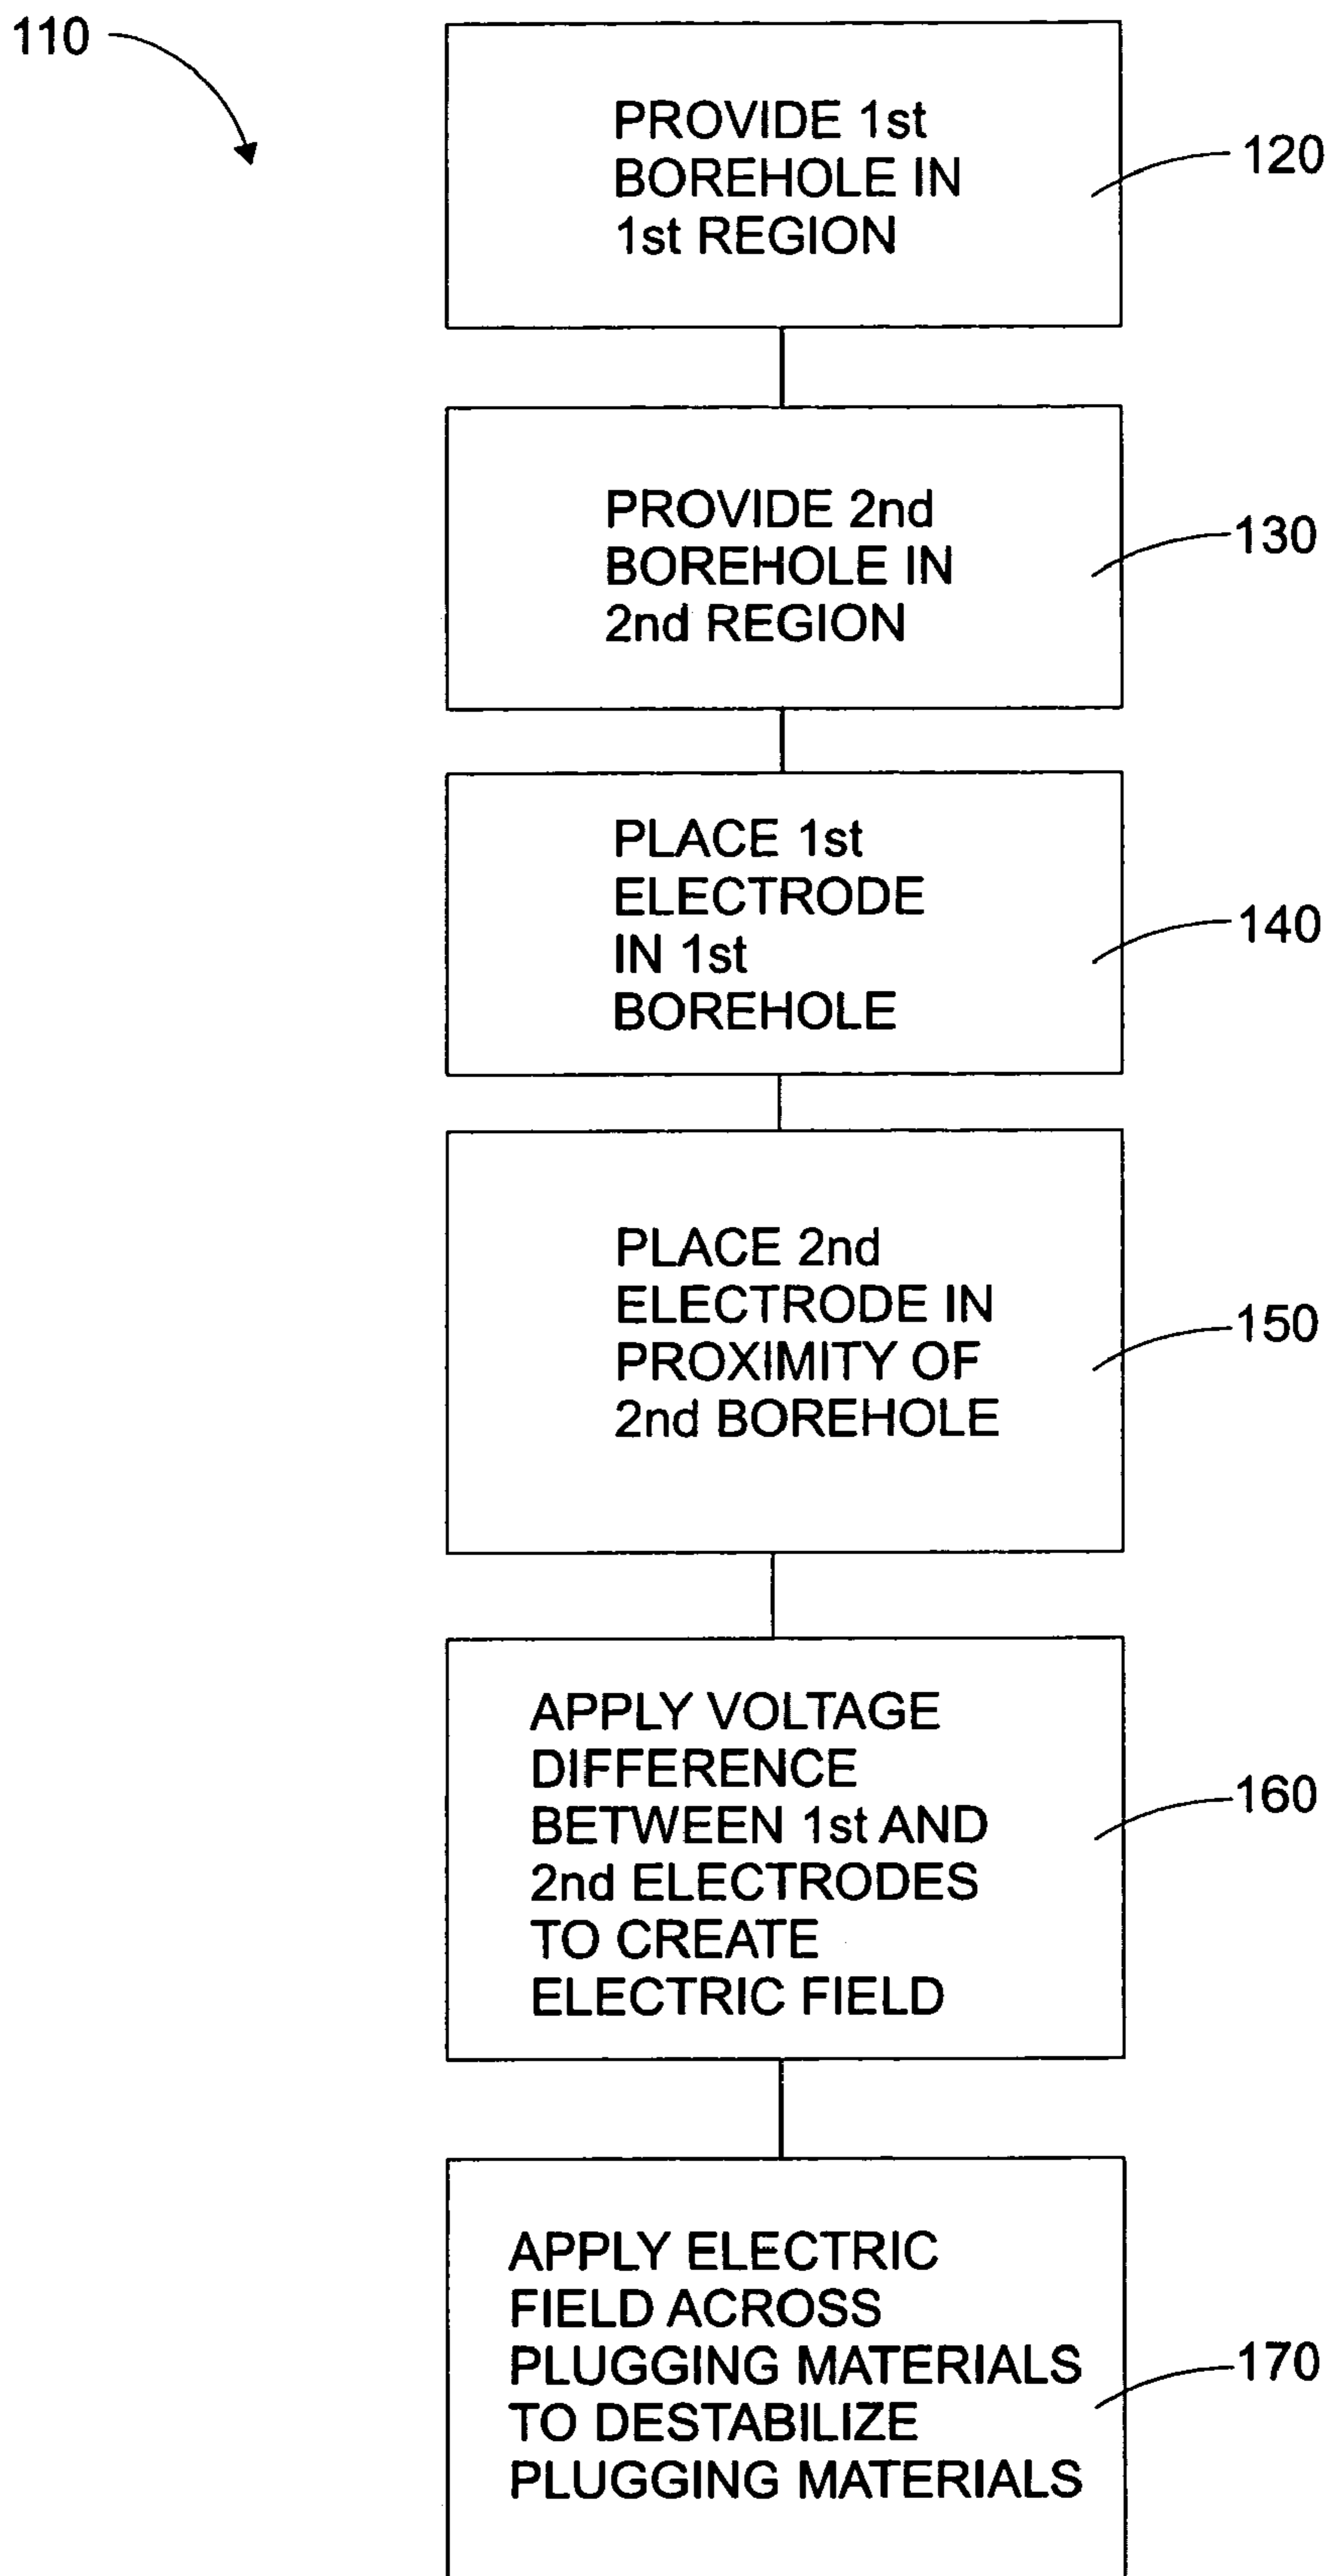 110
PROVIDE 1st
BOREHOLE IN
1st REGION
120
PROVIDE 2nd
BOREHOLE IN
2nd REGION
130
PLACE 1st
ELECTRODE
IN 1st
BOREHOLE
140
PLACE 2nd
ELECTRODE IN
PROXIMITY OF
2nd BOREHOLE
150
APPLY VOLTAGE
DIFFERENCE
BETWEEN 1st AND
2nd ELECTRODES
TO CREATE
ELECTRIC FIELD
160
APPLY ELECTRIC
FIELD ACROSS
PLUGGING MATERIALS
TO DESTABILIZE
PLUGGING MATERIALS
170